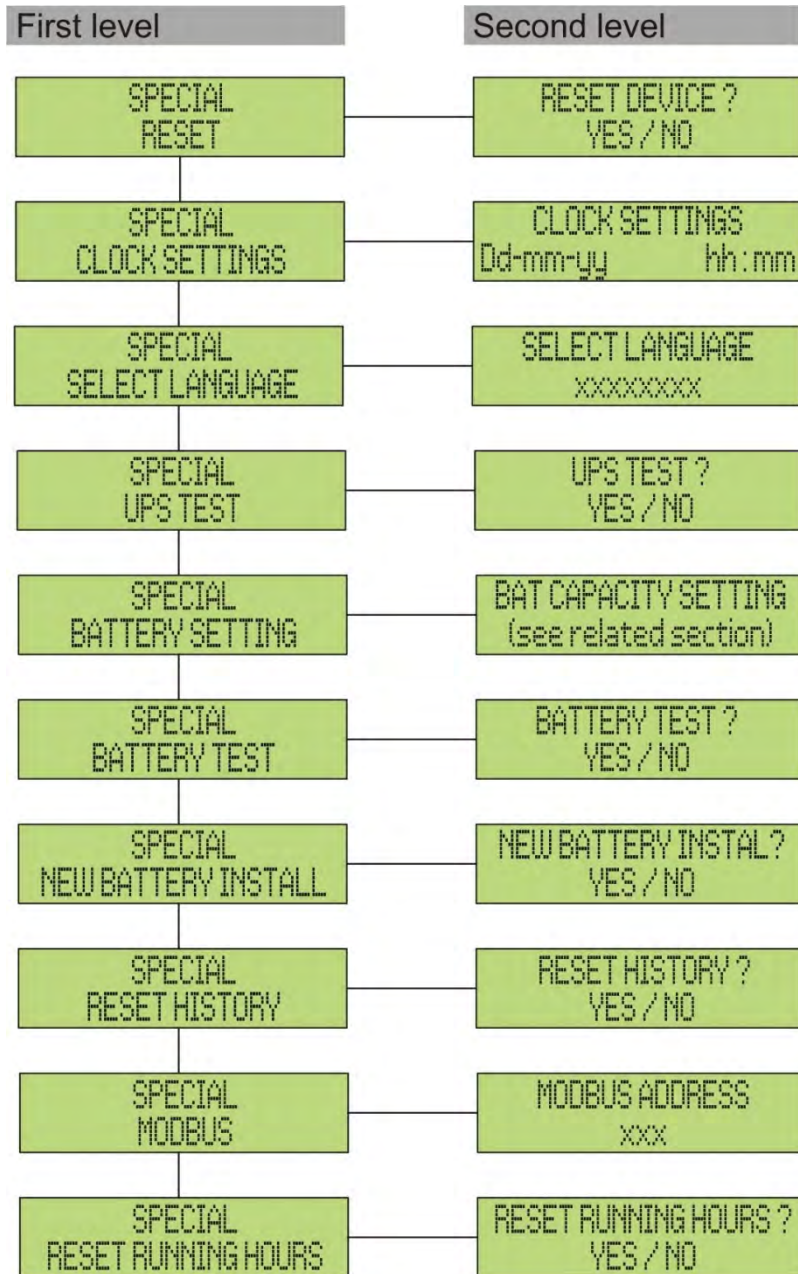 First level Second level
SPECIAL
RESET
RESET DEVICE ?
YES / NO
SPECIAL
CLOCK SETTINGS
CLOCK SETTINGS
Dd-mm-yy hh:mm
SPECIAL
SELECT LANGUAGE
SELECT LANGUAGE
xxxxxxxx
SPECIAL
UPS TEST
UPS TEST ?
YES / NO
SPECIAL
BATTERY SETTING
BAT CAPACITY SETTING
(see related section)
SPECIAL
BATTERY TEST
BATTERY TEST ?
YES / NO
SPECIAL
NEW BATTERY INSTALL
NEW BATTERY INSTAL?
YES / NO
SPECIAL
RESET HISTORY
RESET HISTORY ?
YES / NO
SPECIAL
MODBUS
MODBUS ADDRESS
xxx
SPECIAL
RESET RUNNING HOURS
RESET RUNNING HOURS ?
YES / NO